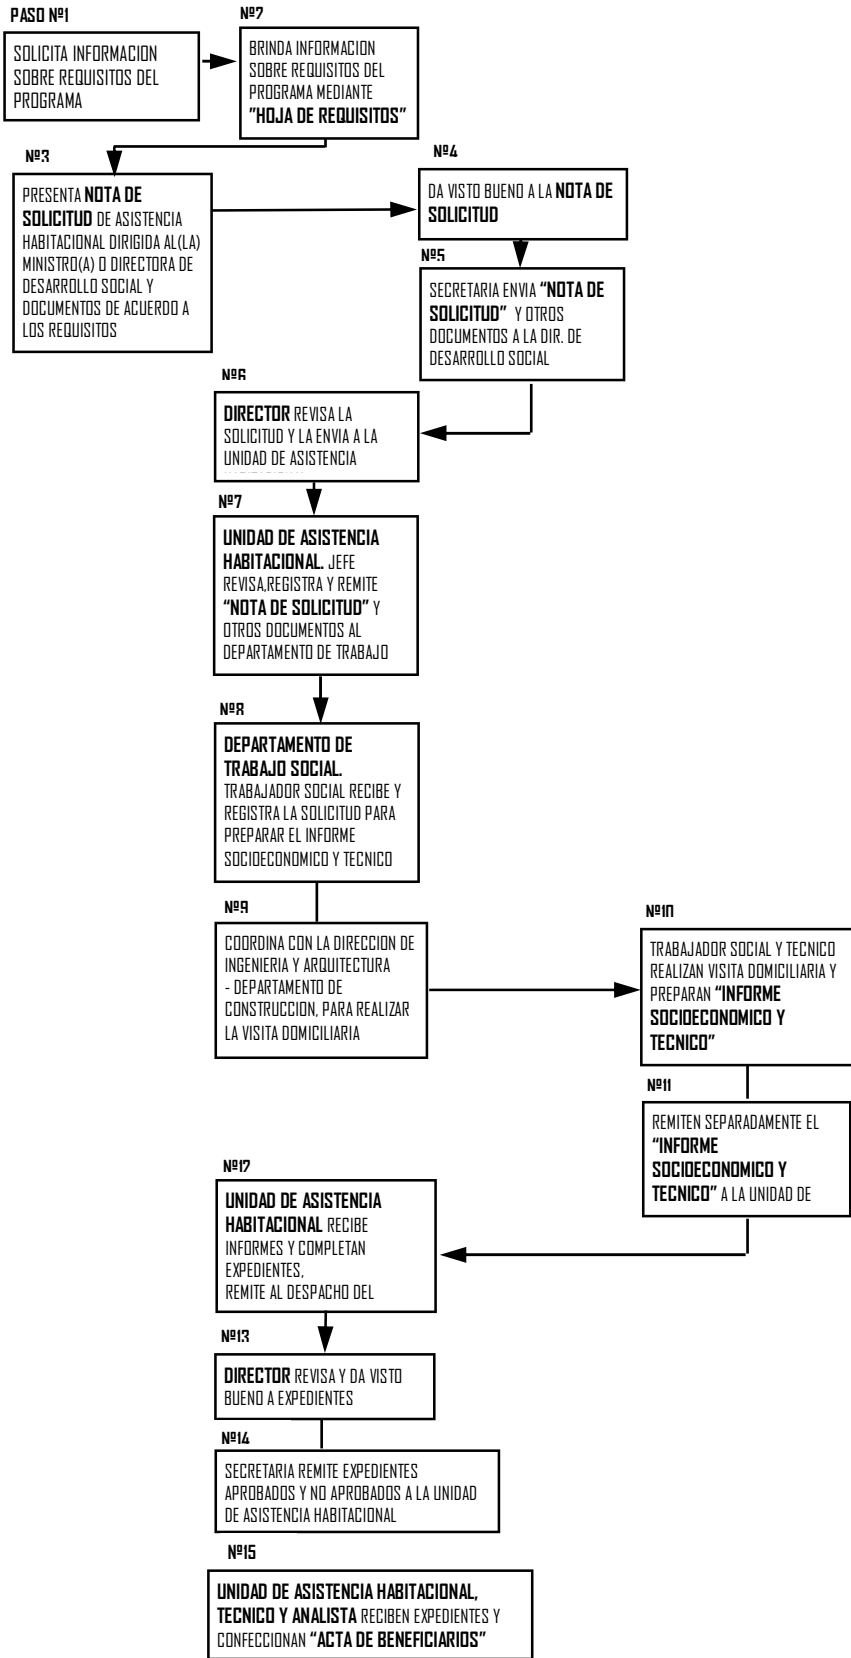 PASO Nº1
SOLICITA INFORMACION
SOBRE REQUISITOS DEL
PROGRAMA
Nº2
BRINDA INFORMACION
SOBRE REQUISITOS DEL
PROGRAMA MEDIANTE
"HOJA DE REQUISITOS"
Nº3
PRESENTA NOTA DE
SOLICITUD DE ASISTENCIA
HABITACIONAL DIRIGIDA AL(LA)
MINISTRO(A) O DIRECTORA DE
DESARROLLO SOCIAL Y
DOCUMENTOS DE ACUERDO A
LOS REQUISITOS
Nº4
DA VISTO BUENO A LA NOTA DE
SOLICITUD
Nº5
SECRETARIA ENVIA “NOTA DE
SOLICITUD” Y OTROS
DOCUMENTOS A LA DIR. DE
DESARROLLO SOCIAL
Nº6
DIRECTOR REVISA LA
SOLICITUD Y LA ENVIA A LA
UNIDAD DE ASISTENCIA
Nº7
UNIDAD DE ASISTENCIA
HABITACIONAL. JEFE
REVISA,REGISTRA Y REMITE
“NOTA DE SOLICITUD” Y
OTROS DOCUMENTOS AL
DEPARTAMENTO DE TRABAJO
Nº8
DEPARTAMENTO DE
TRABAJO SOCIAL.
TRABAJADOR SOCIAL RECIBE Y
REGISTRA LA SOLICITUD PARA
PREPARAR EL INFORME
SOCIOECONOMICO Y TECNICO
Nº9
COORDINA CON LA DIRECCION DE
INGENIERIA Y ARQUITECTURA
- DEPARTAMENTO DE
CONSTRUCCION, PARA REALIZAR
LA VISITA DOMICILIARIA
Nº10
TRABAJADOR SOCIAL Y TECNICO
REALIZAN VISITA DOMICILIARIA Y
PREPARAN “INFORME
SOCIOECONOMICO Y
TECNICO”
Nº11
REMITEN SEPARADAMENTE EL
“INFORME
SOCIOECONOMICO Y
TECNICO” A LA UNIDAD DE
Nº12
UNIDAD DE ASISTENCIA
HABITACIONAL RECIBE
INFORMES Y COMPLETAN
EXPEDIENTES,
REMITE AL DESPACHO DEL
Nº13
DIRECTOR REVISA Y DA VISTO
BUENO A EXPEDIENTES
Nº14
SECRETARIA REMITE EXPEDIENTES
APROBADOS Y NO APROBADOS A LA UNIDAD
DE ASISTENCIA HABITACIONAL
Nº15
UNIDAD DE ASISTENCIA HABITACIONAL,
TECNICO Y ANALISTA RECIBEN EXPEDIENTES Y
CONFECCIONAN “ACTA DE BENEFICIARIOS”